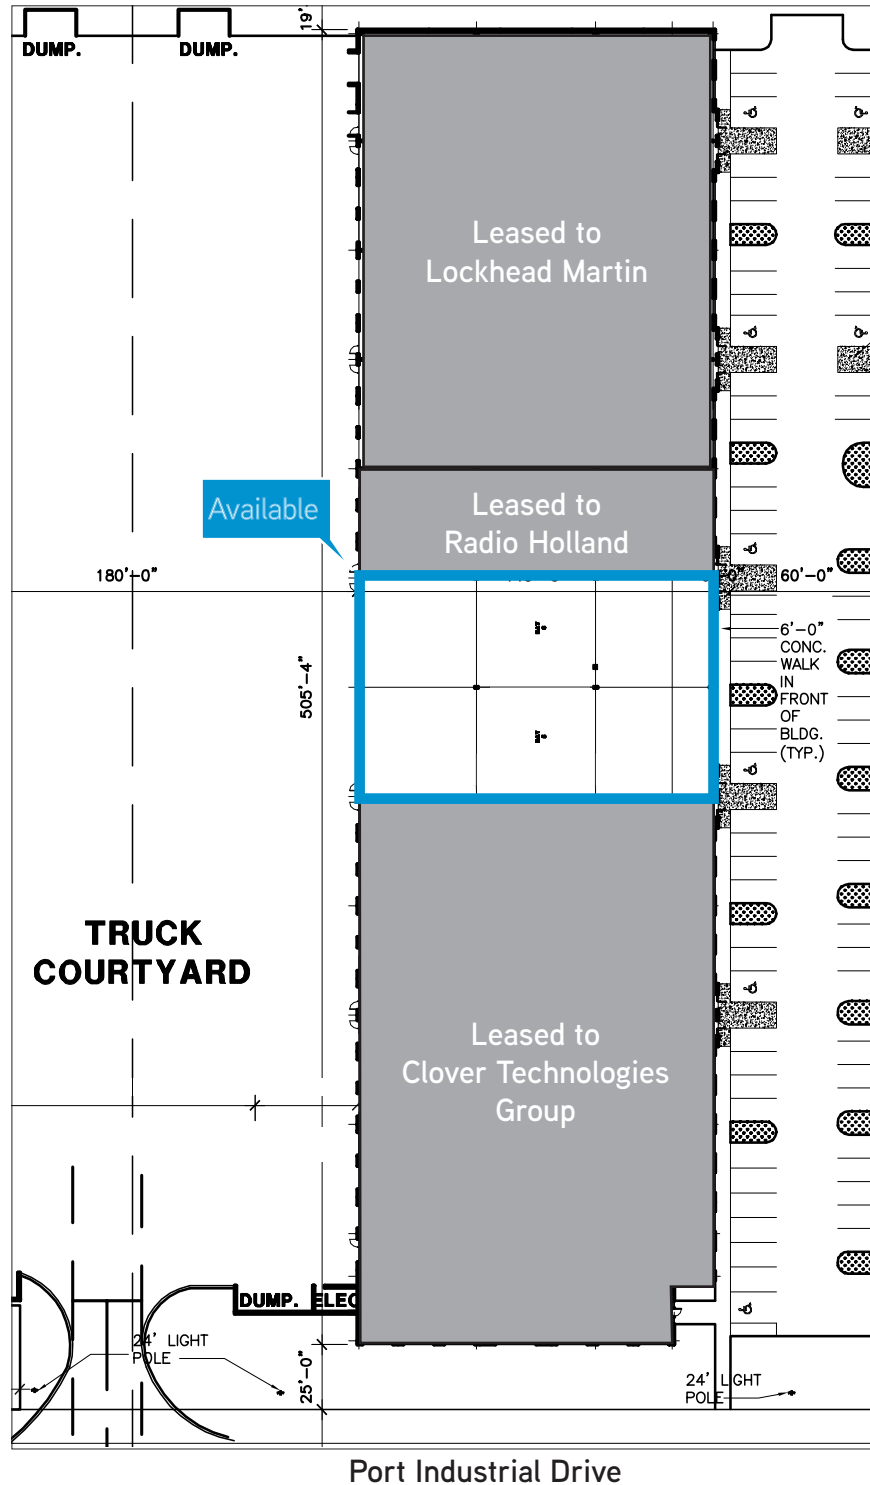 19'
DUMP.
DUMP.
Leased to
Lockhead Martin
Leased to
Radio Holland
Available
180'-0"
60'-0"
505'-4"
6'-0"
CONC.
WALK
IN
FRONT
OF
BLDG.
(TYP.)
TRUCK
COURTYARD
Leased to
Clover Technologies
Group
DUMP.
ELEC
24' LIGHT
POLE
25'-0"
24' LIGHT
POLE
Port Industrial Drive